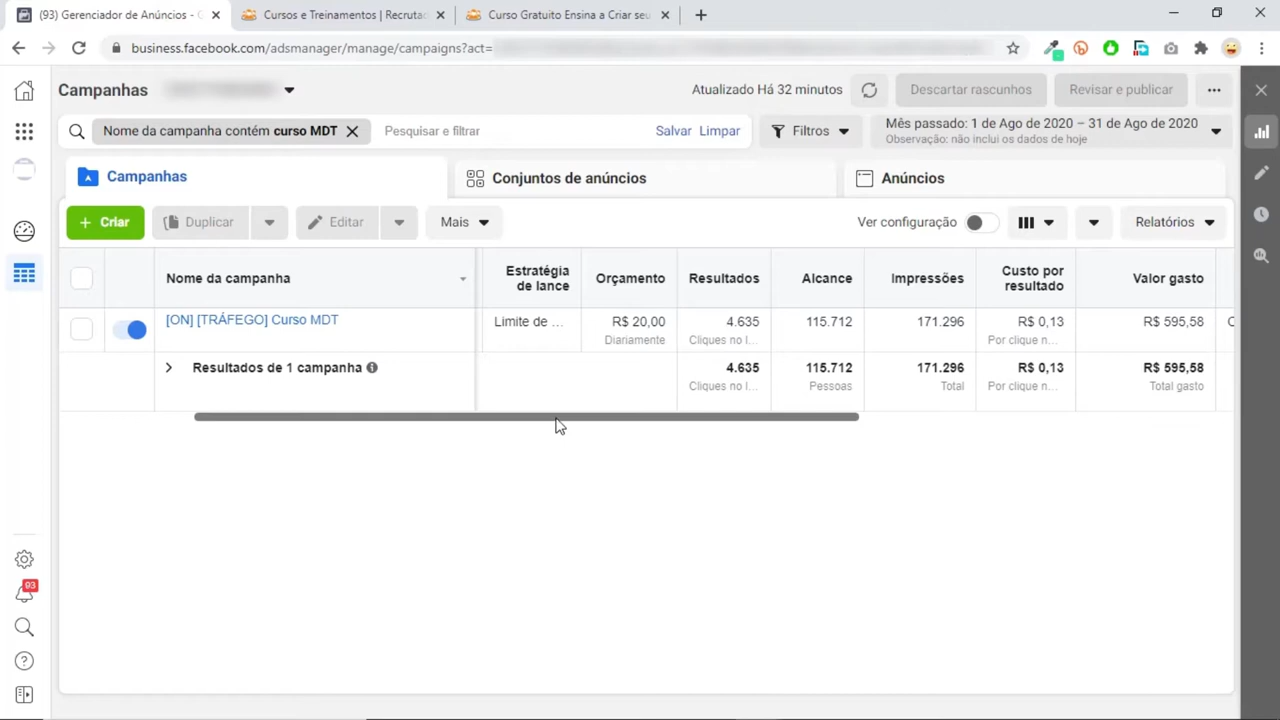 (93) Gerenciador de Anúncios - G
Cursos e Treinamentos | Recruta
Curso Gratuito Ensina a Criar seu
business.facebook.com/adsmanager/manage/campaigns?act=
Campanhas
Atualizado Há 32 minutos
Descartar rascunhos
Revisar e publicar
Nome da campanha contém curso MDT
Pesquisar e filtrar
Salvar Limpar
Filtros
Mês passado: 1 de Ago de 2020 – 31 de Ago de 2020
Observação: não inclui os dados de hoje
Campanhas
Conjuntos de anúncios
Anúncios
+ Criar
Duplicar
Editar
Mais
Ver configuração
Relatórios
Nome da campanha
Estratégia de lance
Orçamento
Resultados
Alcance
Impressões
Custo por resultado
Valor gasto
[ON] [TRÁFEGO] Curso MDT
Limite de ...
R$ 20,00
Diariamente
4.635
Cliques no l...
115.712
171.296
R$ 0,13
Por clique n...
R$ 595,58
Resultados de 1 campanha
4.635
Cliques no l...
115.712
Pessoas
171.296
Total
R$ 0,13
Por clique n...
R$ 595,58
Total gasto
93